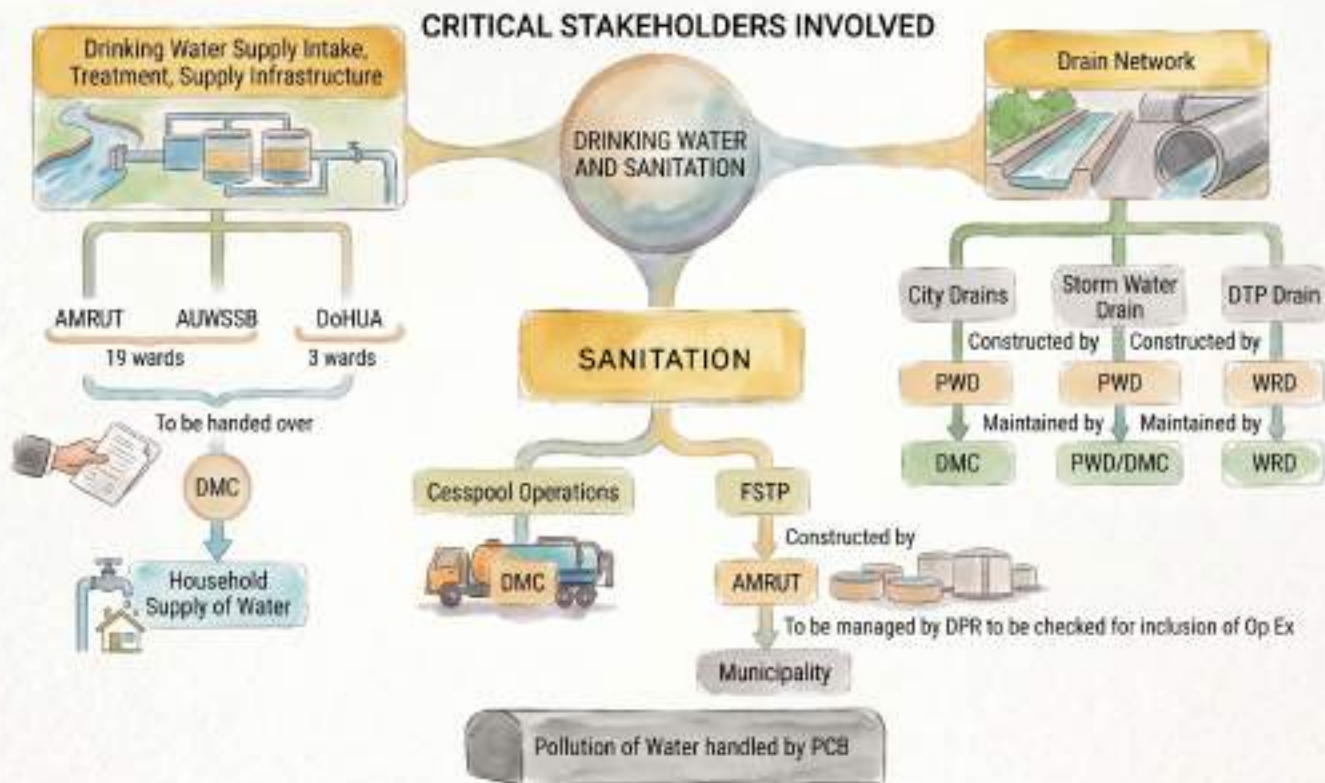 CRITICAL STAKEHOLDERS INVOLVED
Drinking Water Supply Intake,
Treatment, Supply Infrastructure
AMRUT
AUWSSB
DoHUA
19 wards
3 wards
To be handed over
DMC
Household
Supply of Water
DRINKING WATER
AND SANITATION
SANITATION
Cesspool Operations
DMC
FSTP
Constructed by
AMRUT
To be managed by DPR to be checked for inclusion of Op Ex
Municipality
Pollution of Water handled by PCB
Drain Network
City Drains
Storm Water
Drain
DTP Drain
Constructed by
Constructed by
PWD
PWD
WRD
Maintained by
Maintained by
DMC
PWD/DMC
WRD